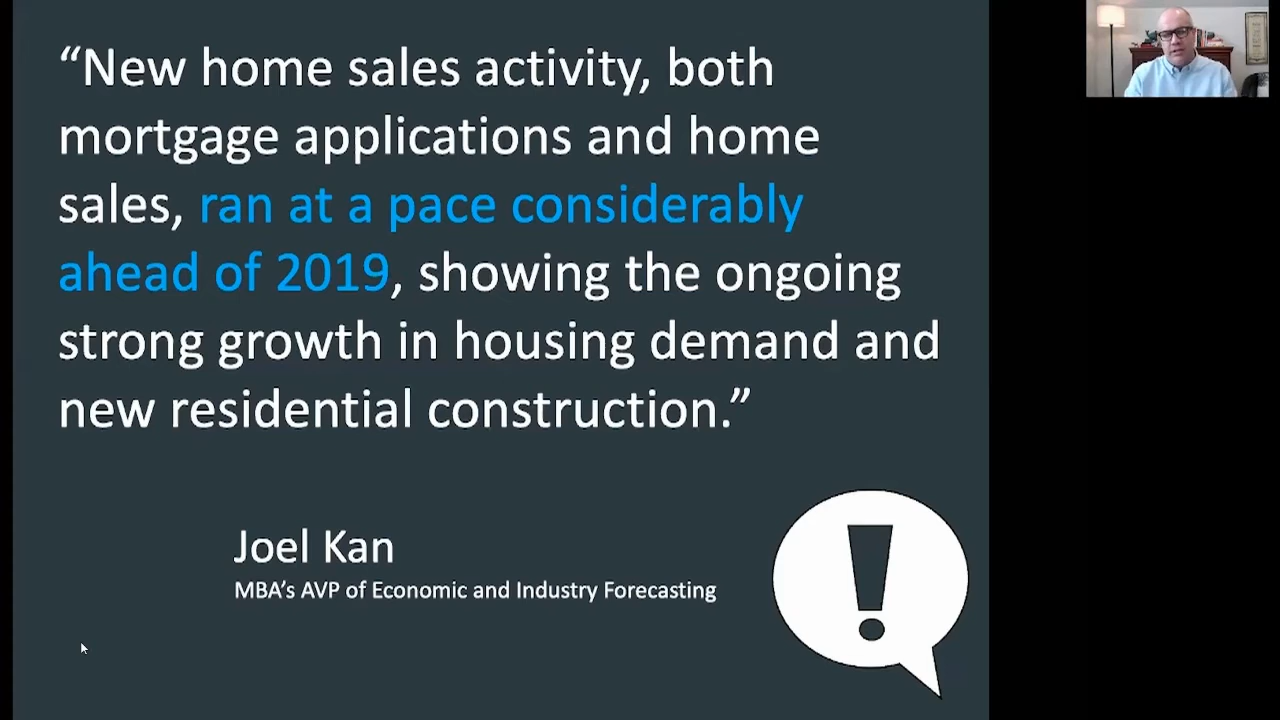 “New home sales activity, both
mortgage applications and home
sales, ran at a pace considerably
ahead of 2019, showing the ongoing
strong growth in housing demand and
new residential construction.”
Joel Kan
MBA’s AVP of Economic and Industry Forecasting
!